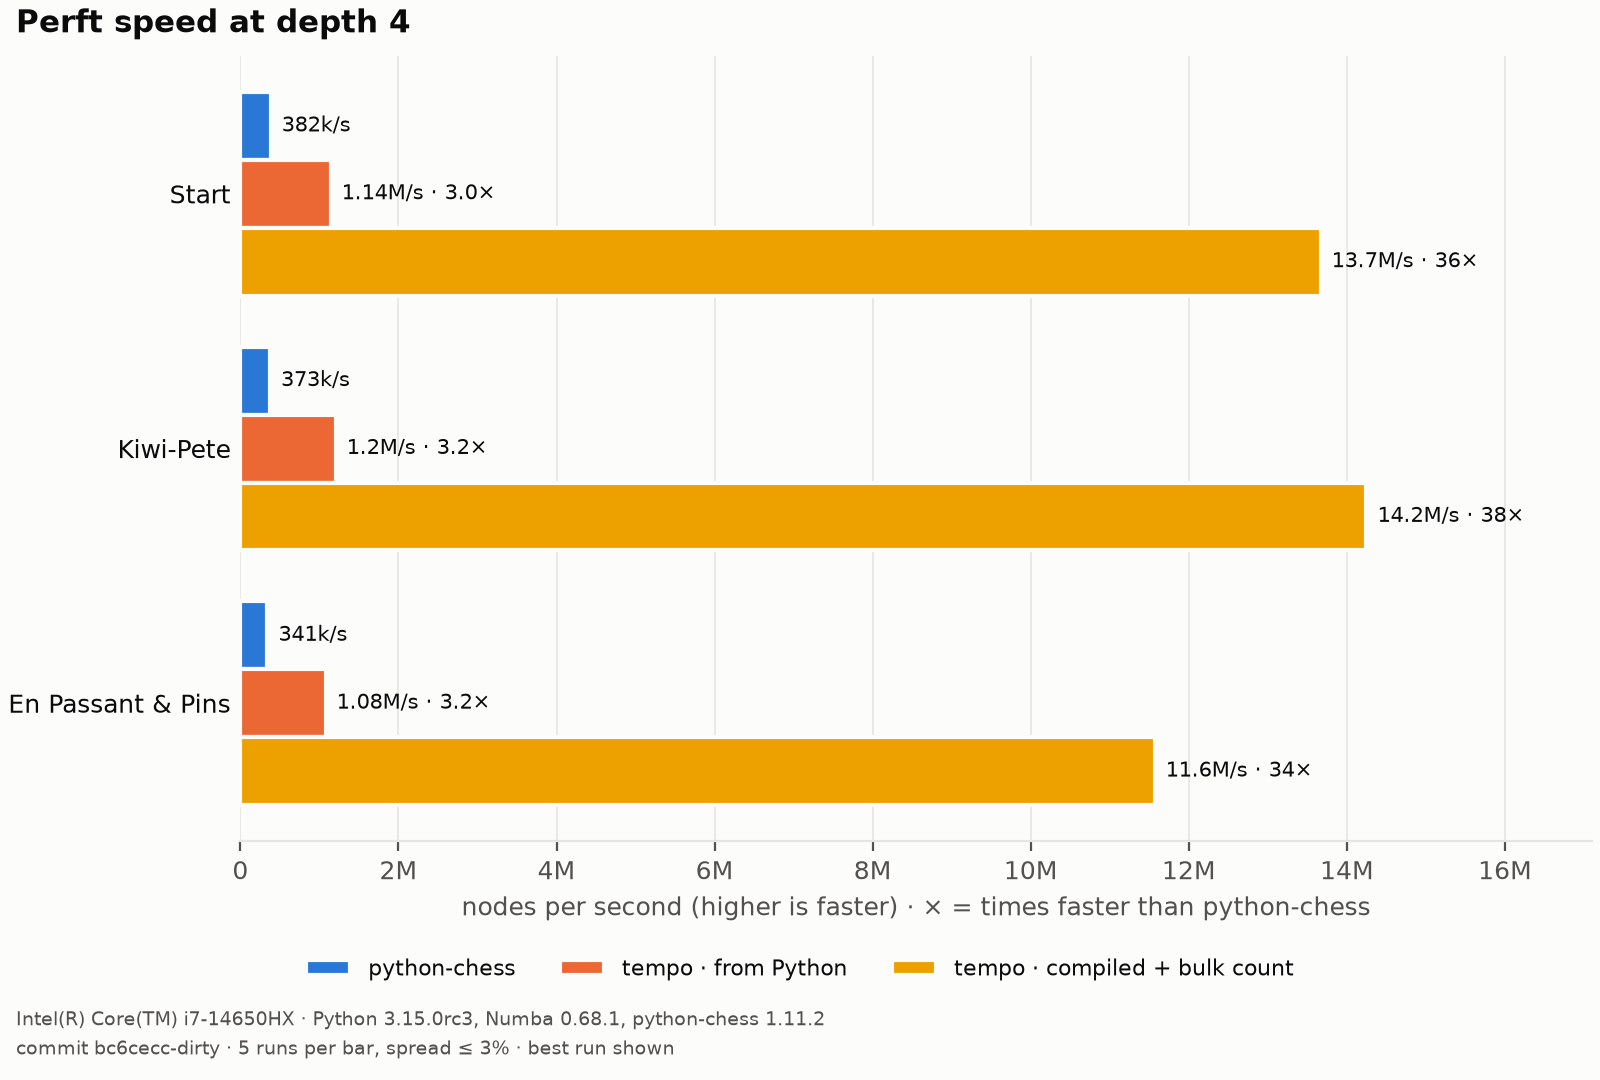 Perft speed at depth 4
382k/s
Start
1.14M/s · 3.0×
13.7M/s · 36×
373k/s
Kiwi-Pete
1.2M/s · 3.2×
14.2M/s · 38×
341k/s
En Passant & Pins
1.08M/s · 3.2×
11.6M/s · 34×
0 2M 4M 6M 8M 10M 12M 14M 16M
nodes per second (higher is faster) · × = times faster than python-chess
python-chess tempo · from Python tempo · compiled + bulk count
Intel(R) Core(TM) i7-14650HX · Python 3.15.0rc3, Numba 0.68.1, python-chess 1.11.2
commit bc6cecc-dirty · 5 runs per bar, spread ≤ 3% · best run shown